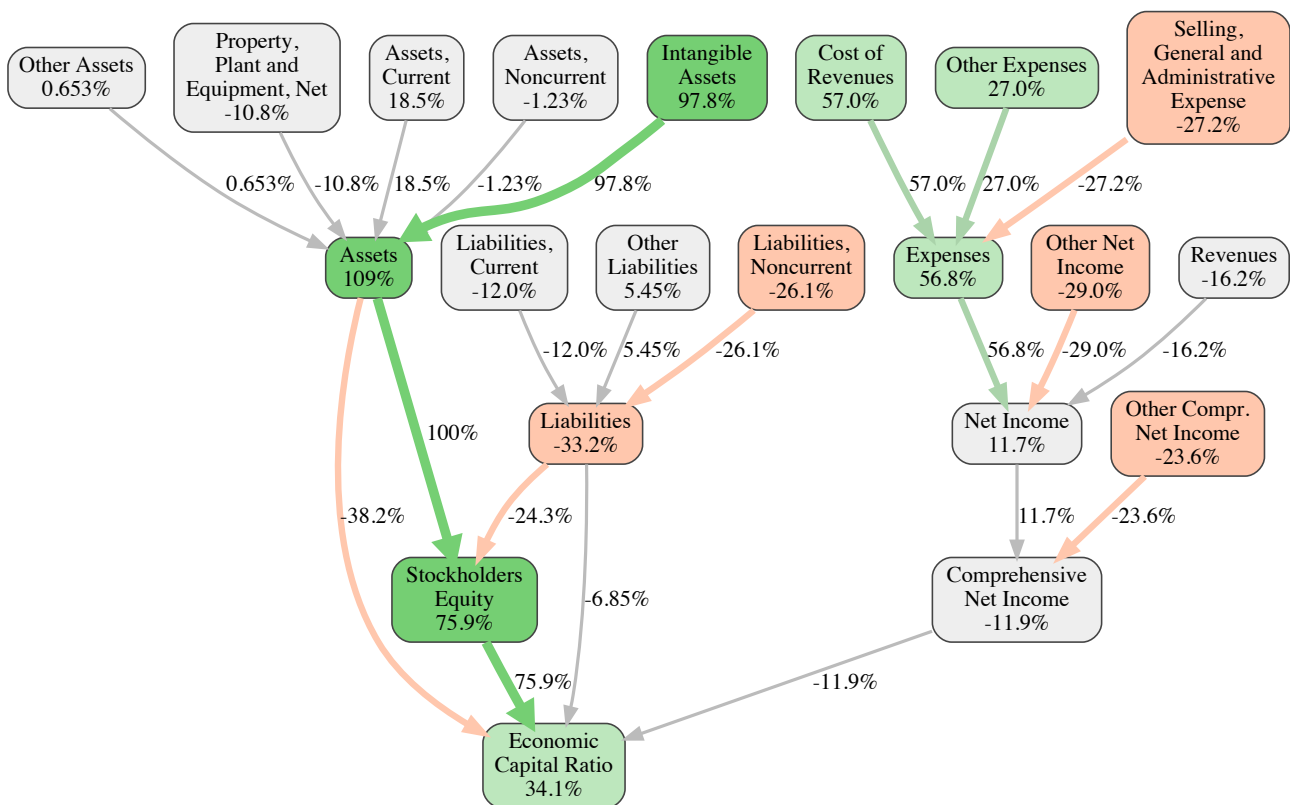 Other Assets
0.653%
Property,
Plant and
Equipment, Net
-10.8%
Assets,
Current
18.5%
Assets,
Noncurrent
-1.23%
Intangible
Assets
97.8%
Cost of
Revenues
57.0%
Other Expenses
27.0%
Selling,
General and
Administrative
Expense
-27.2%
0.653%
-10.8%
18.5%
-1.23%
97.8%
57.0%
27.0%
-27.2%
Assets
109%
Liabilities,
Current
-12.0%
Other
Liabilities
5.45%
Liabilities,
Noncurrent
-26.1%
Expenses
56.8%
Other Net
Income
-29.0%
Revenues
-16.2%
-12.0%
5.45%
-26.1%
56.8%
-29.0%
-16.2%
100%
Liabilities
-33.2%
Net Income
11.7%
Other Compr.
Net Income
-23.6%
-38.2%
-24.3%
11.7%
-23.6%
Stockholders
Equity
75.9%
-6.85%
Comprehensive
Net Income
-11.9%
75.9%
-11.9%
Economic
Capital Ratio
34.1%